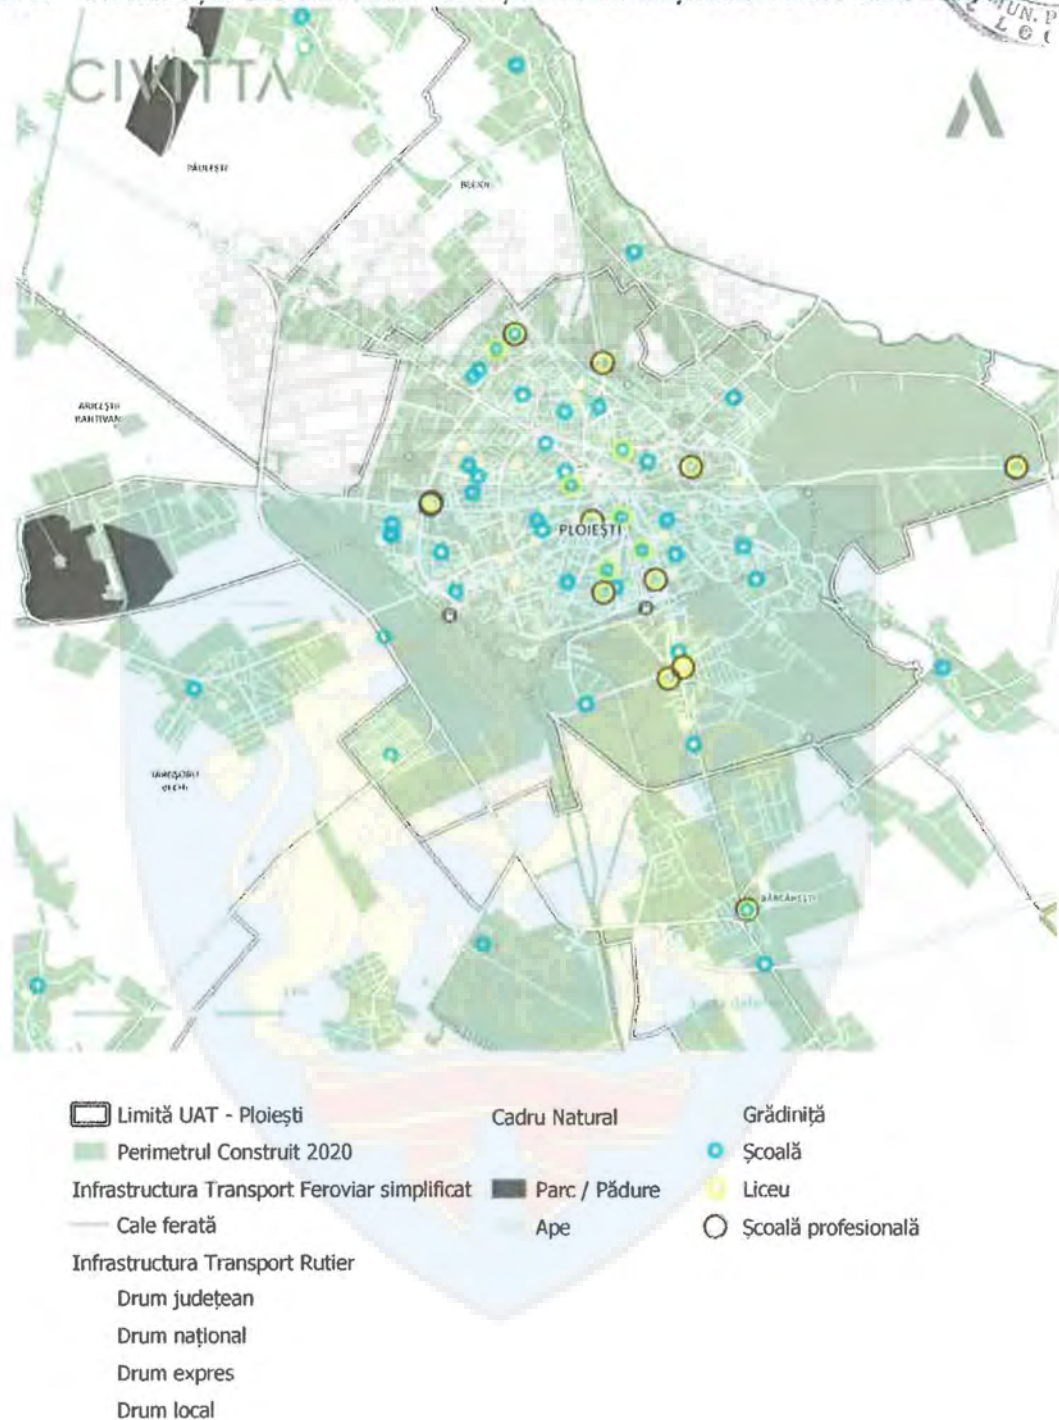 CIVITTA
PĂULEȘTI
BLEJOI
ARICEȘTII
RAHTIVANI
PLOIEȘTI
BĂRCĂNEȘTI
Limită UAT - Ploiești
Perimetrul Construit 2020
Infrastructura Transport Feroviar simplificat
Cale ferată
Infrastructura Transport Rutier
Drum județean
Drum național
Drum expres
Drum local
Cadru Natural
Parc / Pădure
Ape
Grădiniță
Școală
Liceu
Școală profesională